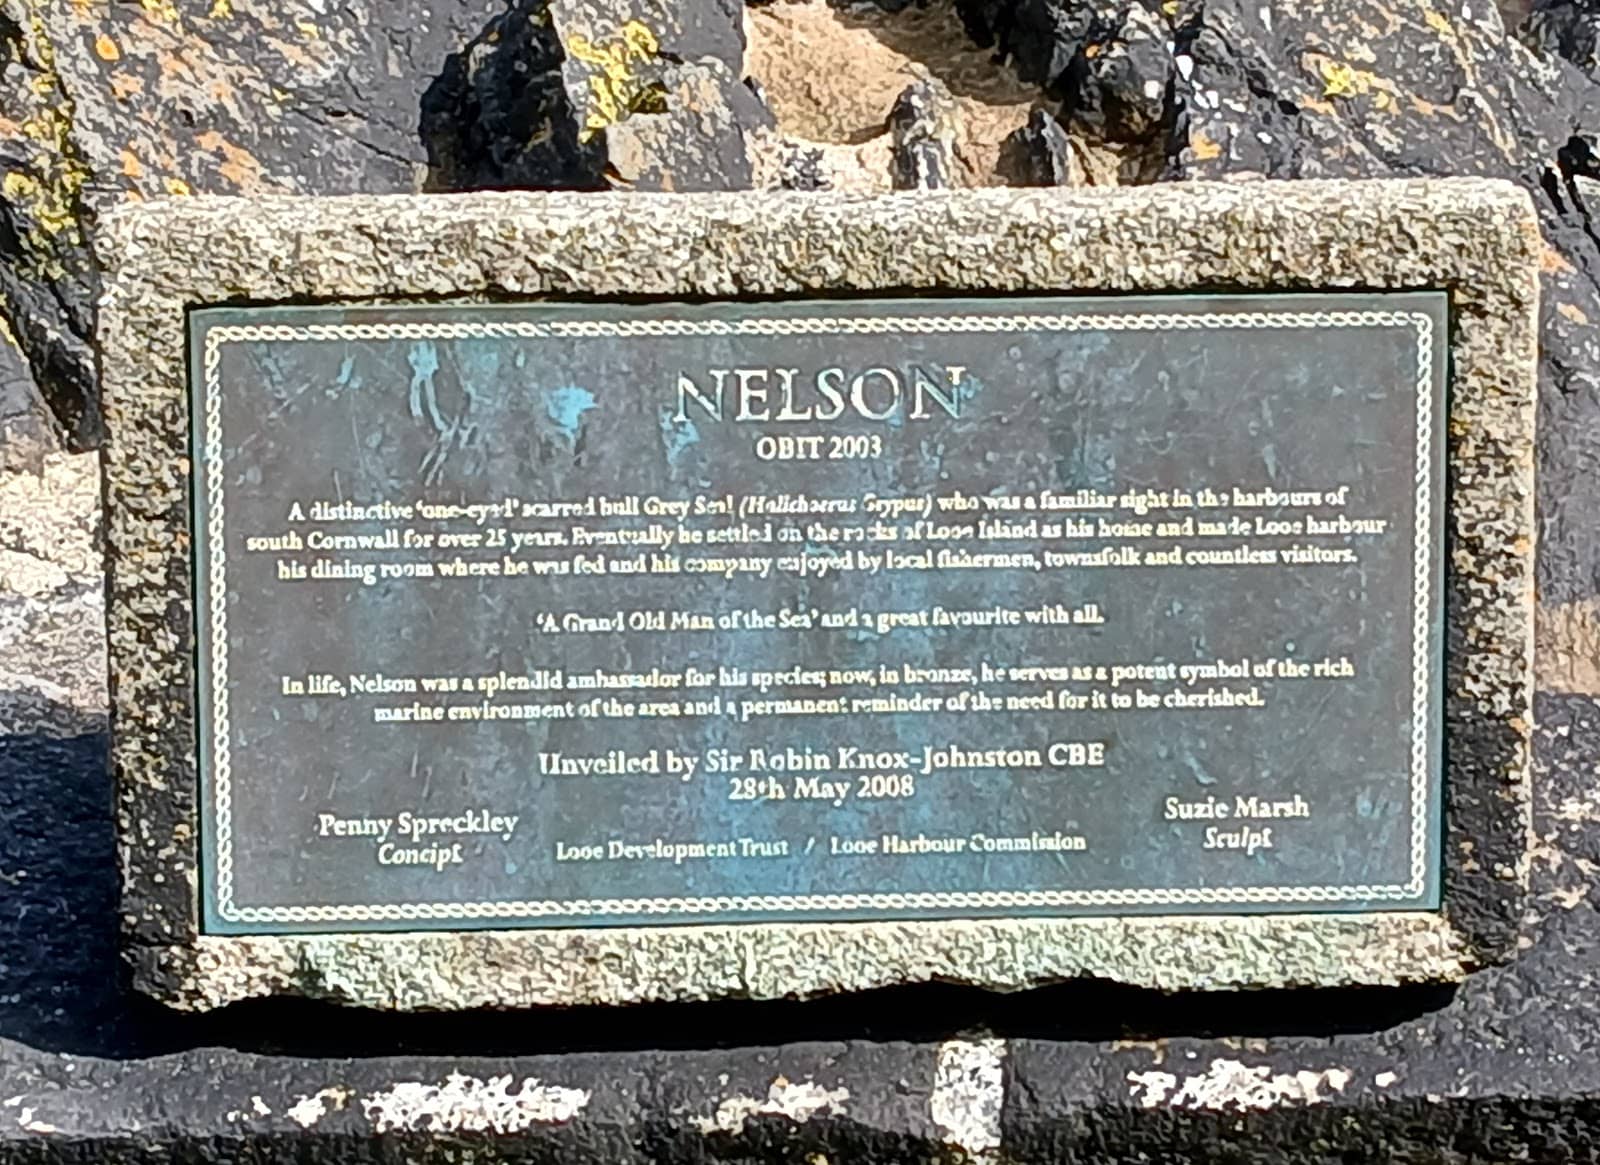 NELSON
OBIT 2003
A distinctive 'one-eyed' scarred bull Grey Seal (Halichoerus Grypus) who was a familiar sight in the harbours of
south Cornwall for over 25 years. Eventually he settled on the rocks of Looe Island as his home and made Looe harbour
his dining room where he was fed and his company enjoyed by local fishermen, townsfolk and countless visitors.
'A Grand Old Man of the Sea' and a great favourite with all.
In life, Nelson was a splendid ambassador for his species; now, in bronze, he serves as a potent symbol of the rich
marine environment of the area and a permanent reminder of the need for it to be cherished.
Unveiled by Sir Robin Knox-Johnston CBE
28th May 2008
Penny Spreckley
Concipt
Looe Development Trust / Looe Harbour Commission
Suzie Marsh
Sculpt